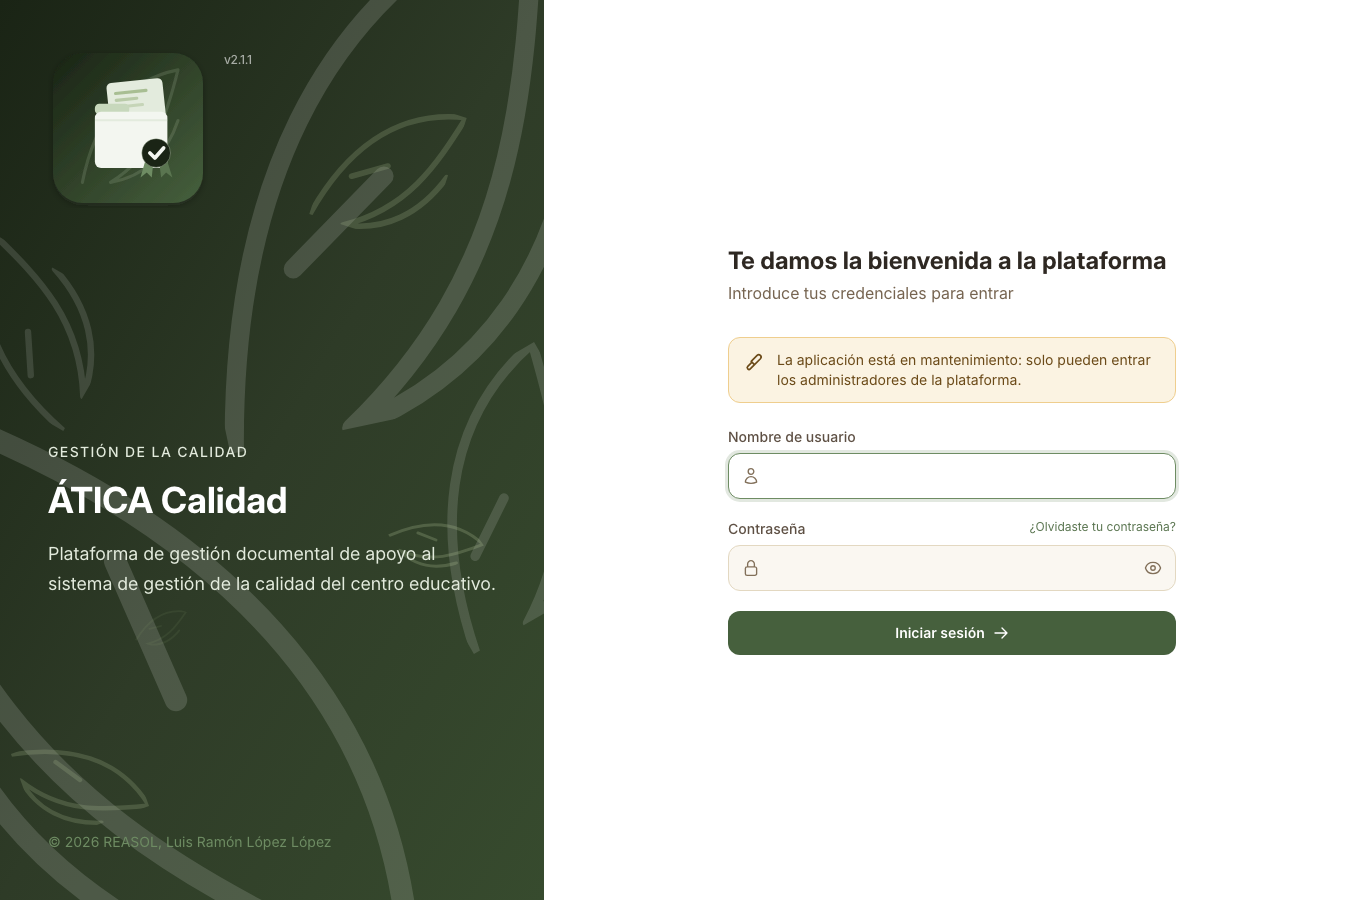 v2.1.1
GESTIÓN DE LA CALIDAD
ÁTICA Calidad
Plataforma de gestión documental de apoyo al
sistema de gestión de la calidad del centro educativo.
© 2026 REASOL, Luis Ramón López López
Te damos la bienvenida a la plataforma
Introduce tus credenciales para entrar
La aplicación está en mantenimiento: solo pueden entrar
los administradores de la plataforma.
Nombre de usuario
Contraseña
¿Olvidaste tu contraseña?
Iniciar sesión